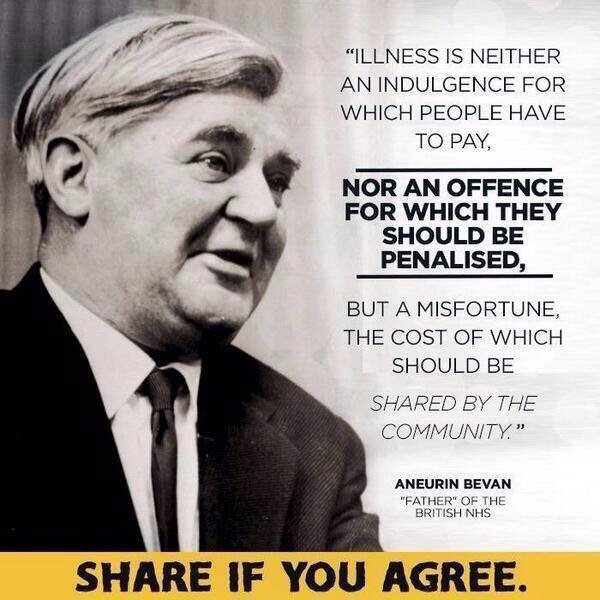 “ILLNESS IS NEITHER
AN INDULGENCE FOR
WHICH PEOPLE HAVE
TO PAY,
NOR AN OFFENCE
FOR WHICH THEY
SHOULD BE
PENALISED,
BUT A MISFORTUNE,
THE COST OF WHICH
SHOULD BE
SHARED BY THE
COMMUNITY.”
ANEURIN BEVAN
"FATHER" OF THE
BRITISH NHS
SHARE IF YOU AGREE.